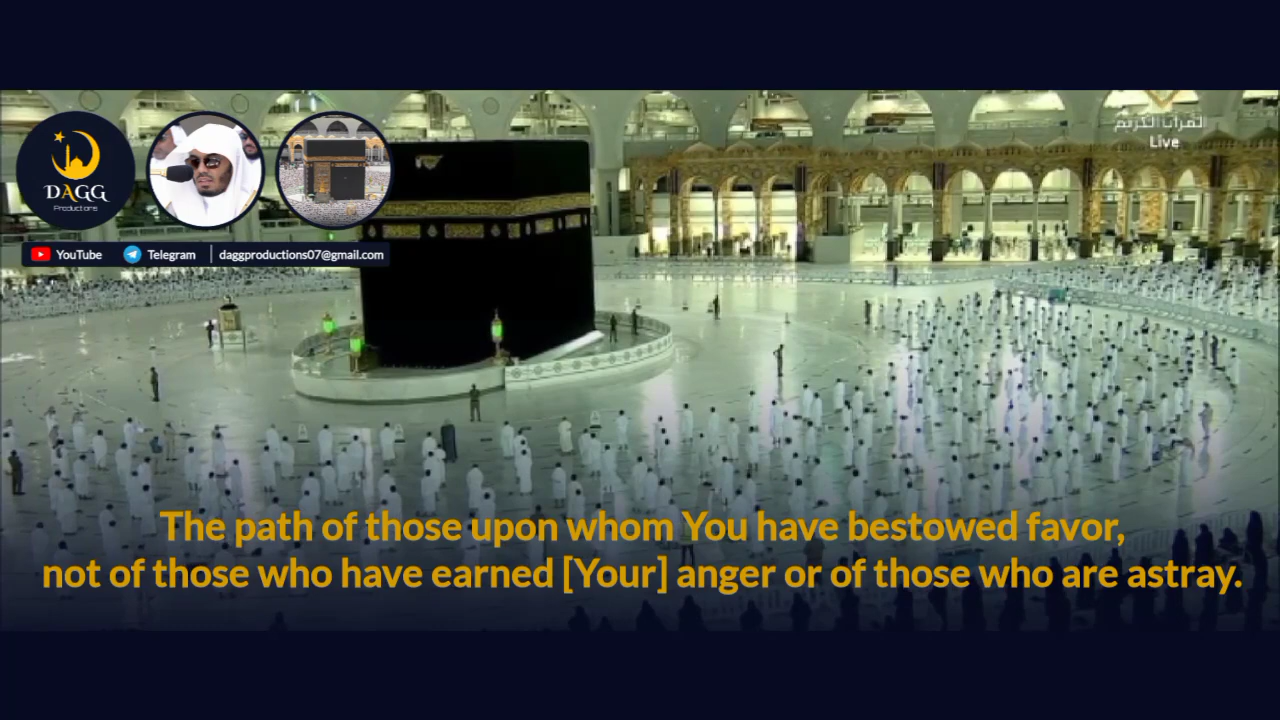 القرآن الكريم
Live
DAGG
Productions
YouTube Telegram daggproductions07@gmail.com
The path of those upon whom You have bestowed favor,
not of those who have earned [Your] anger or of those who are astray.